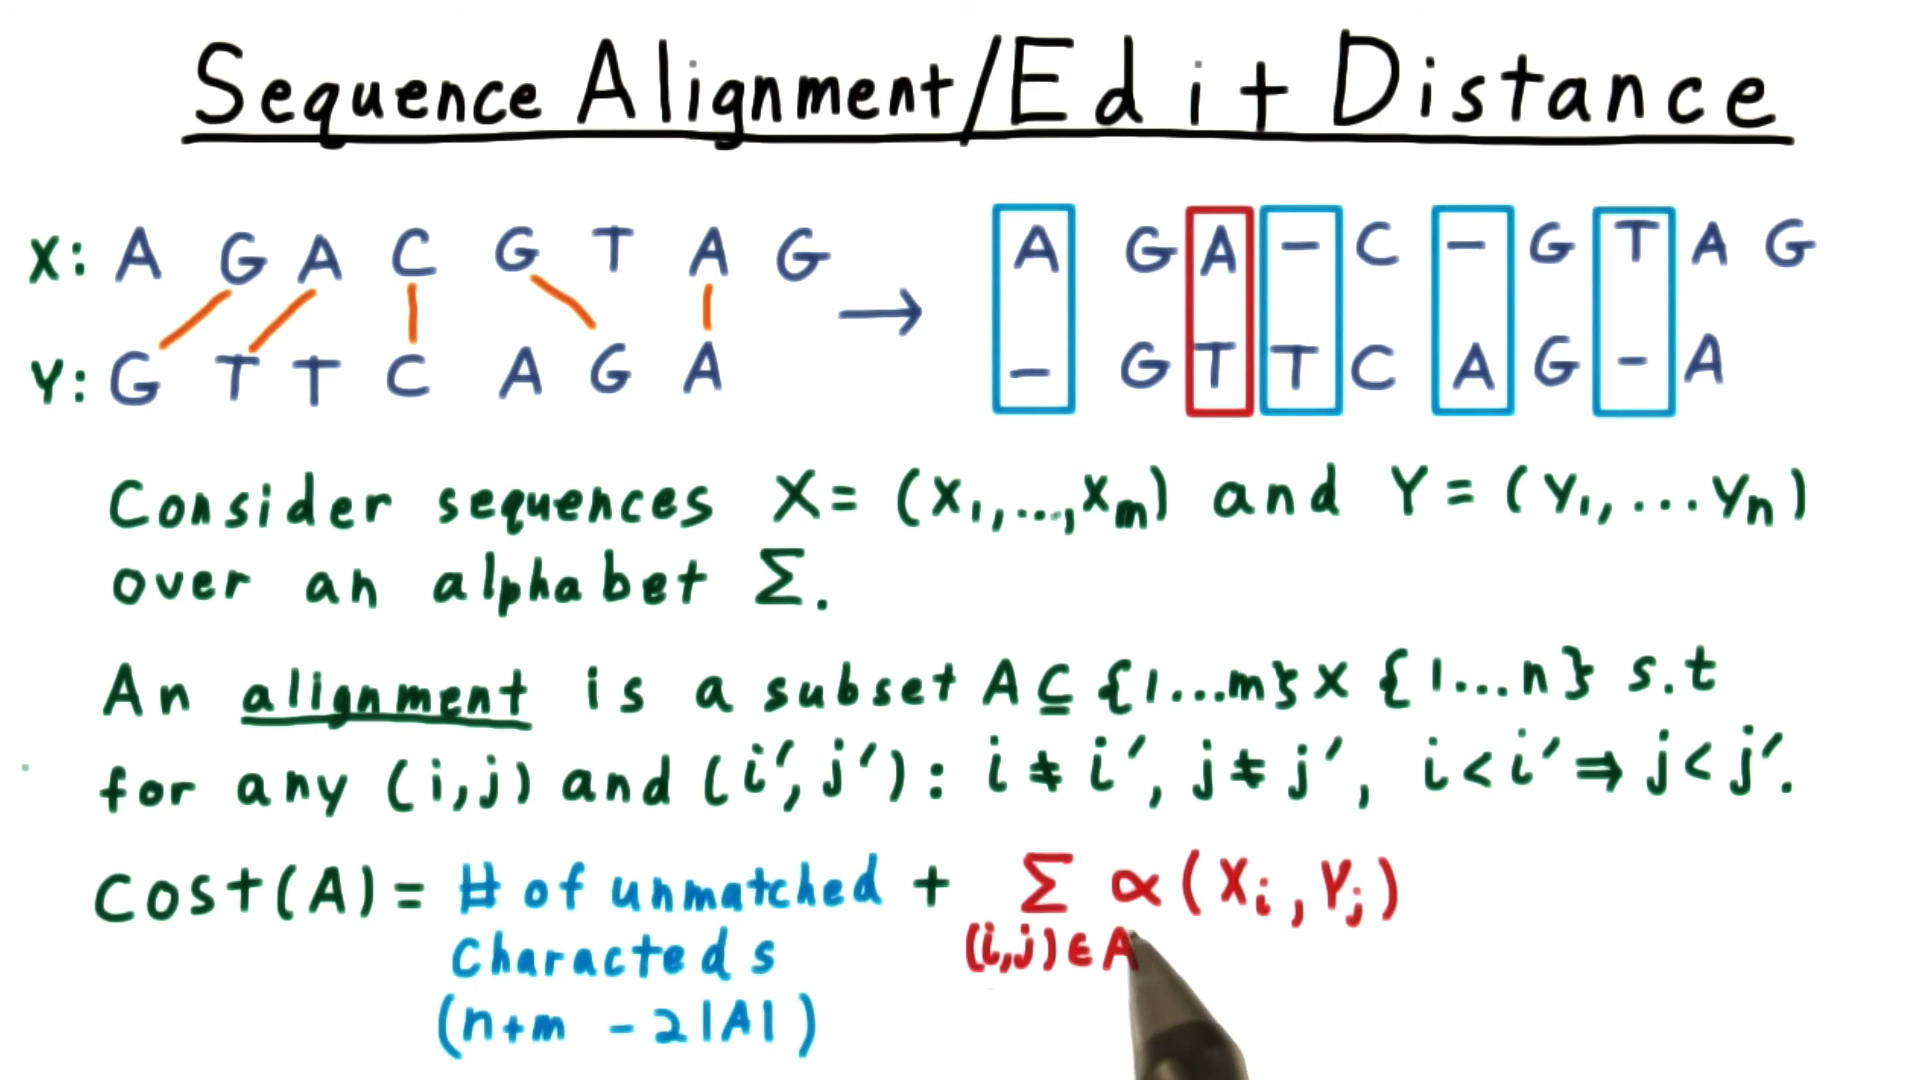 Sequence Alignment/Edit Distance
X: A G A C G T A G → A G A - C - G T A G
Y: G T T C A G A - G T T C A G - A
Consider sequences X = (x1,...,xm) and Y = (y1,...yn)
over an alphabet Σ.
An alignment is a subset A ⊆ {1...m} x {1...n} s.t
for any (i,j) and (i',j'): i ≠ i', j ≠ j', i < i' ⇒ j < j'.
Cost(A) = # of unmatched + Σ α(Xi, Yj)
characteds (i,j) ∈ A
(n+m - 2|A|)